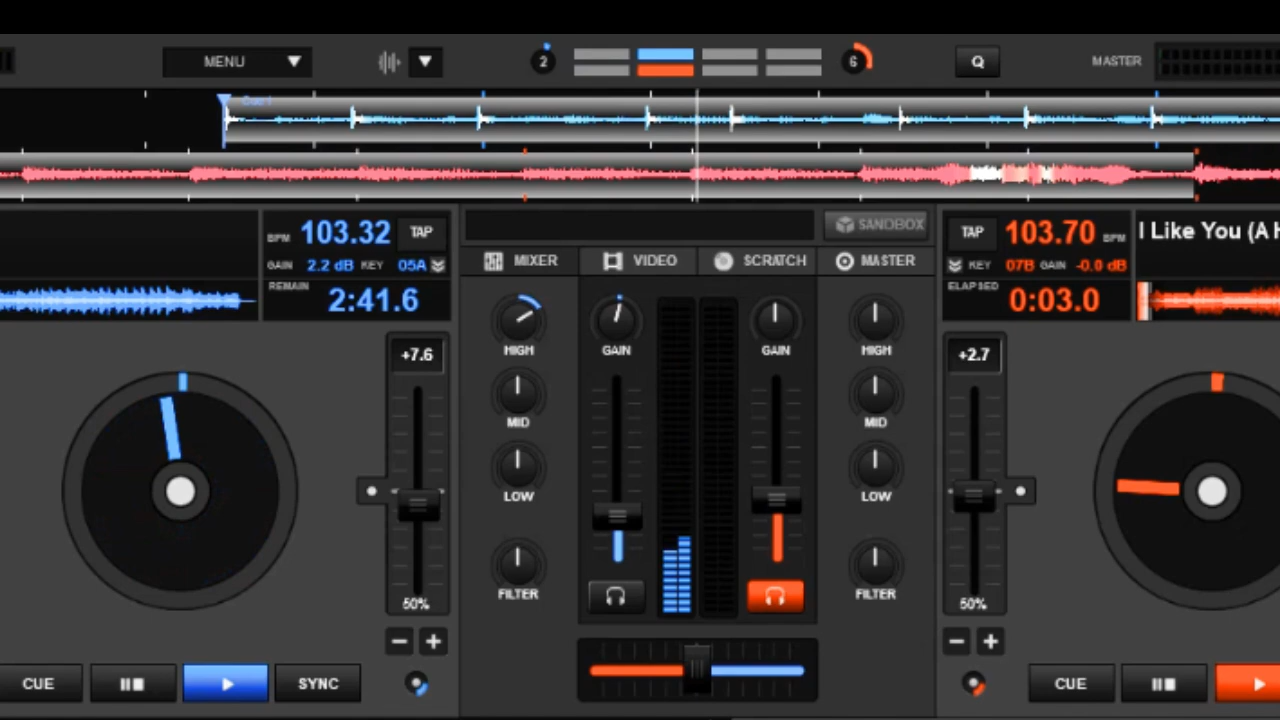 MENU
2
6
Q
MASTER
Cue 1
BPM 103.32 TAP
GAIN 2.2 dB KEY 05A
REMAIN 2:41.6
SANDBOX
MIXER VIDEO SCRATCH MASTER
TAP 103.70 BPM
KEY 07B GAIN -0.0 dB
ELAPSED 0:03.0
I Like You (A H
+7.6
HIGH GAIN GAIN HIGH
+2.7
MID MID
LOW LOW
FILTER FILTER
50% 50%
CUE SYNC CUE